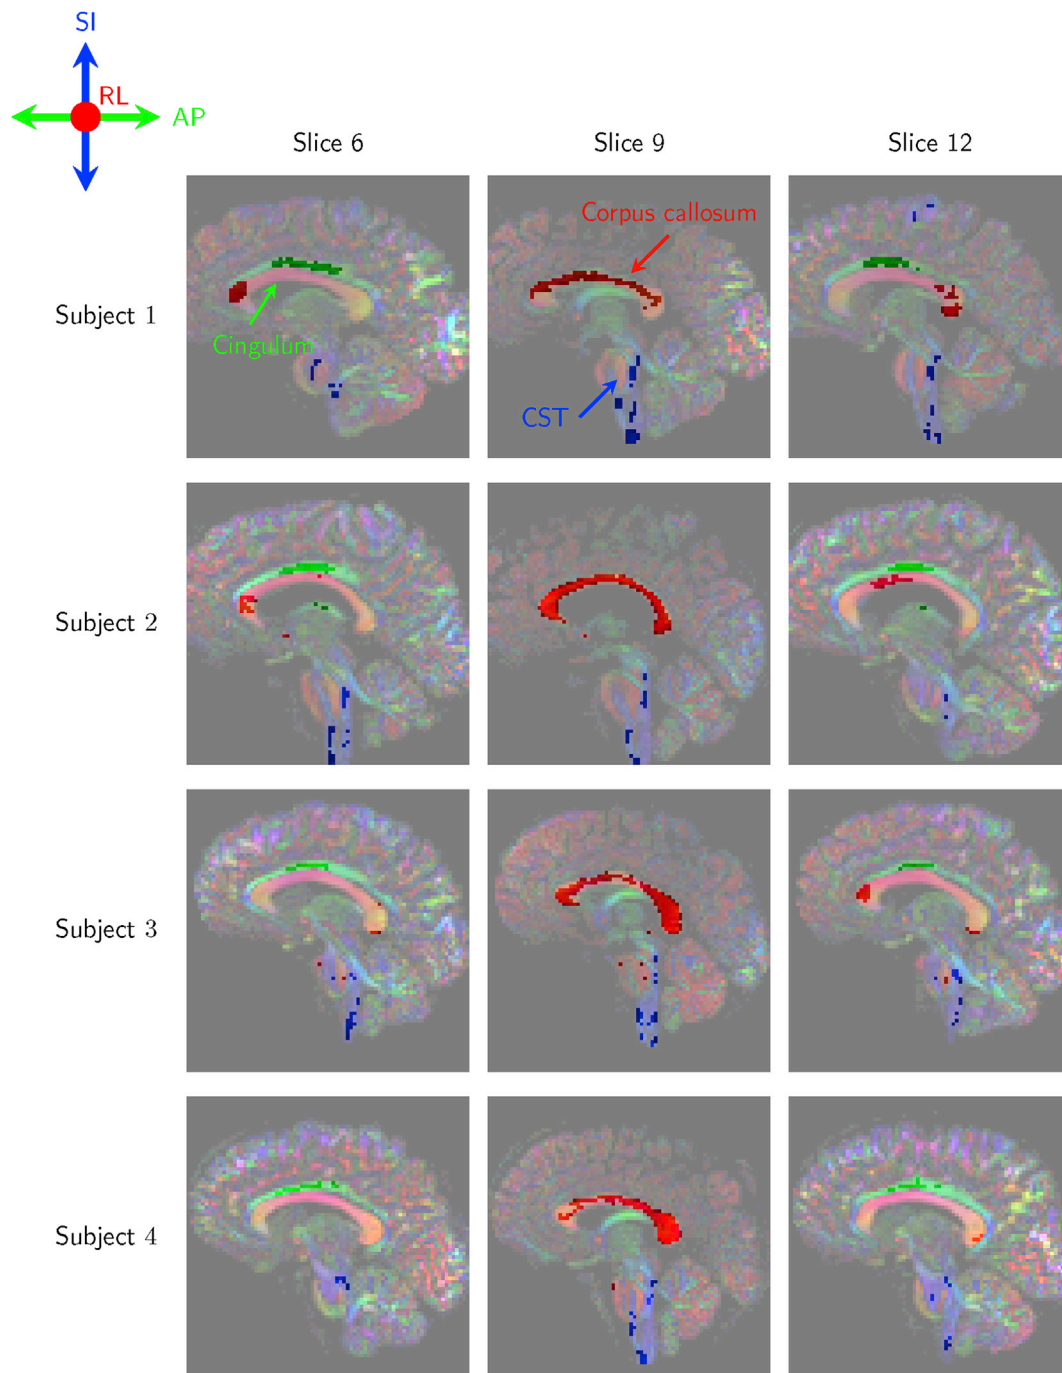 SI
RL
AP
Slice 6
Slice 9
Slice 12
Subject 1
Cingulum
Corpus callosum
CST
Subject 2
Subject 3
Subject 4